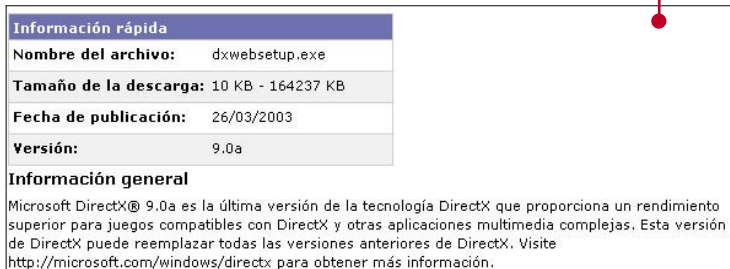 Información rápida
Nombre del archivo: dxwebsetup.exe
Tamaño de la descarga: 10 KB - 164237 KB
Fecha de publicación: 26/03/2003
Versión: 9.0a
Información general
Microsoft DirectX® 9.0a es la última versión de la tecnología DirectX que proporciona un rendimiento
superior para juegos compatibles con DirectX y otras aplicaciones multimedia complejas. Esta versión
de DirectX puede reemplazar todas las versiones anteriores de DirectX. Visite
http://microsoft.com/windows/directx para obtener más información.